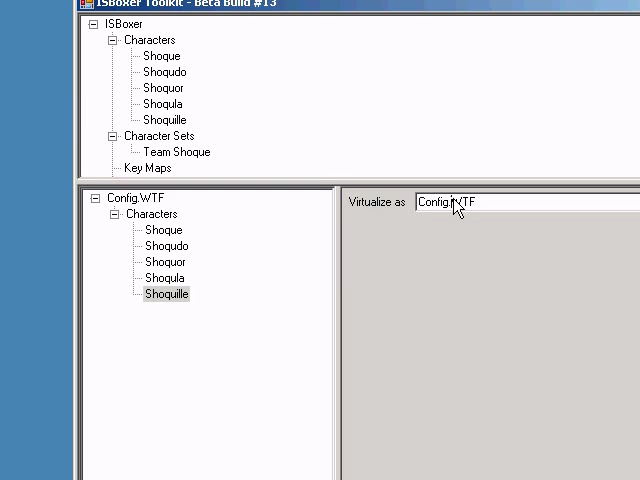 ISBoxer Toolkit - Beta Build #13
ISBoxer
Characters
Shoque
Shoqudo
Shoquor
Shoqula
Shoquille
Character Sets
Team Shoque
Key Maps
Config.WTF
Characters
Shoque
Shoqudo
Shoquor
Shoqula
Shoquille
Virtualize as Config.WTF